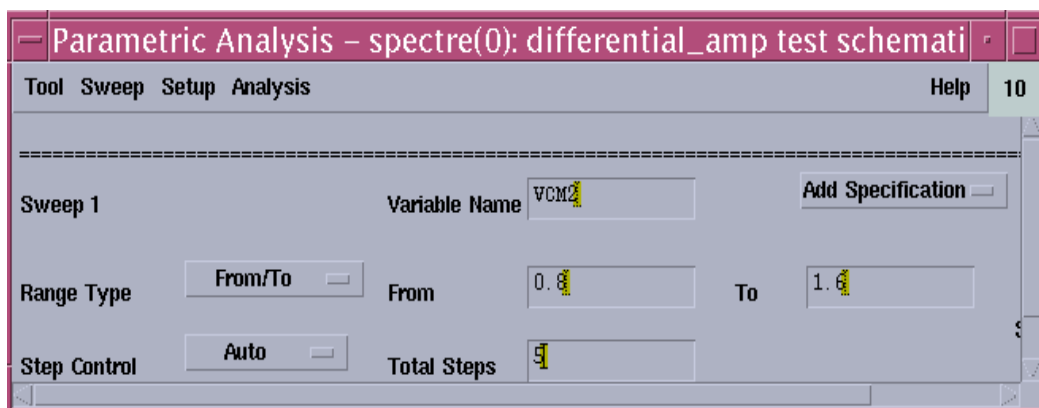 Parametric Analysis – spectre(0): differential_amp test schemati
Tool Sweep Setup Analysis Help 10
Sweep 1 Variable Name VCM2 Add Specification
Range Type From/To From 0.8 To 1.6
Step Control Auto Total Steps 5